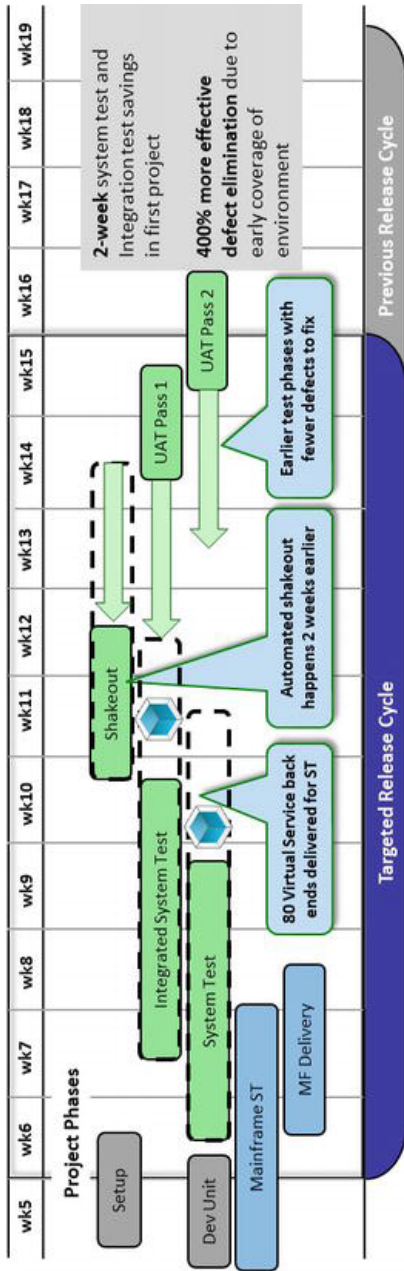 wk5 wk6 wk7 wk8 wk9 wk10 wk11 wk12 wk13 wk14 wk15 wk16 wk17 wk18 wk19
Project Phases
Setup
Shakeout
2-week system test and
Integration test savings
in first project
Integrated System Test
UAT Pass 1
Dev Unit
System Test
UAT Pass 2
400% more effective
defect elimination due to
early coverage of
environment
Mainframe ST
MF Delivery
80 Virtual Service back
ends delivered for ST
Automated shakeout
happens 2 weeks earlier
Earlier test phases with
fewer defects to fix
Targeted Release Cycle
Previous Release Cycle